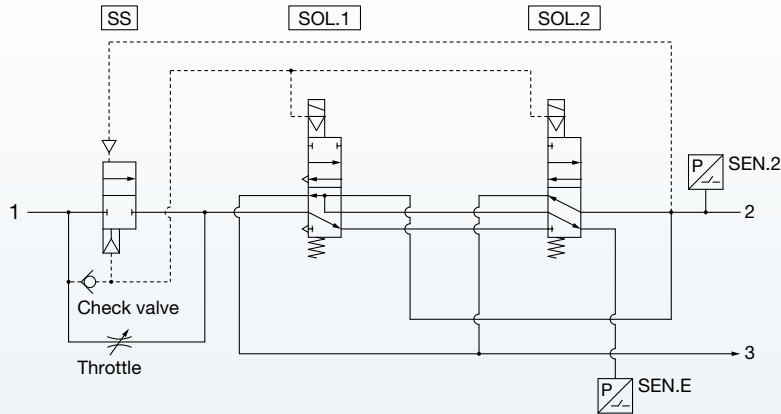 SS SOL.1 SOL.2
P SEN.2
1 2
Check valve
Throttle
3
P SEN.E